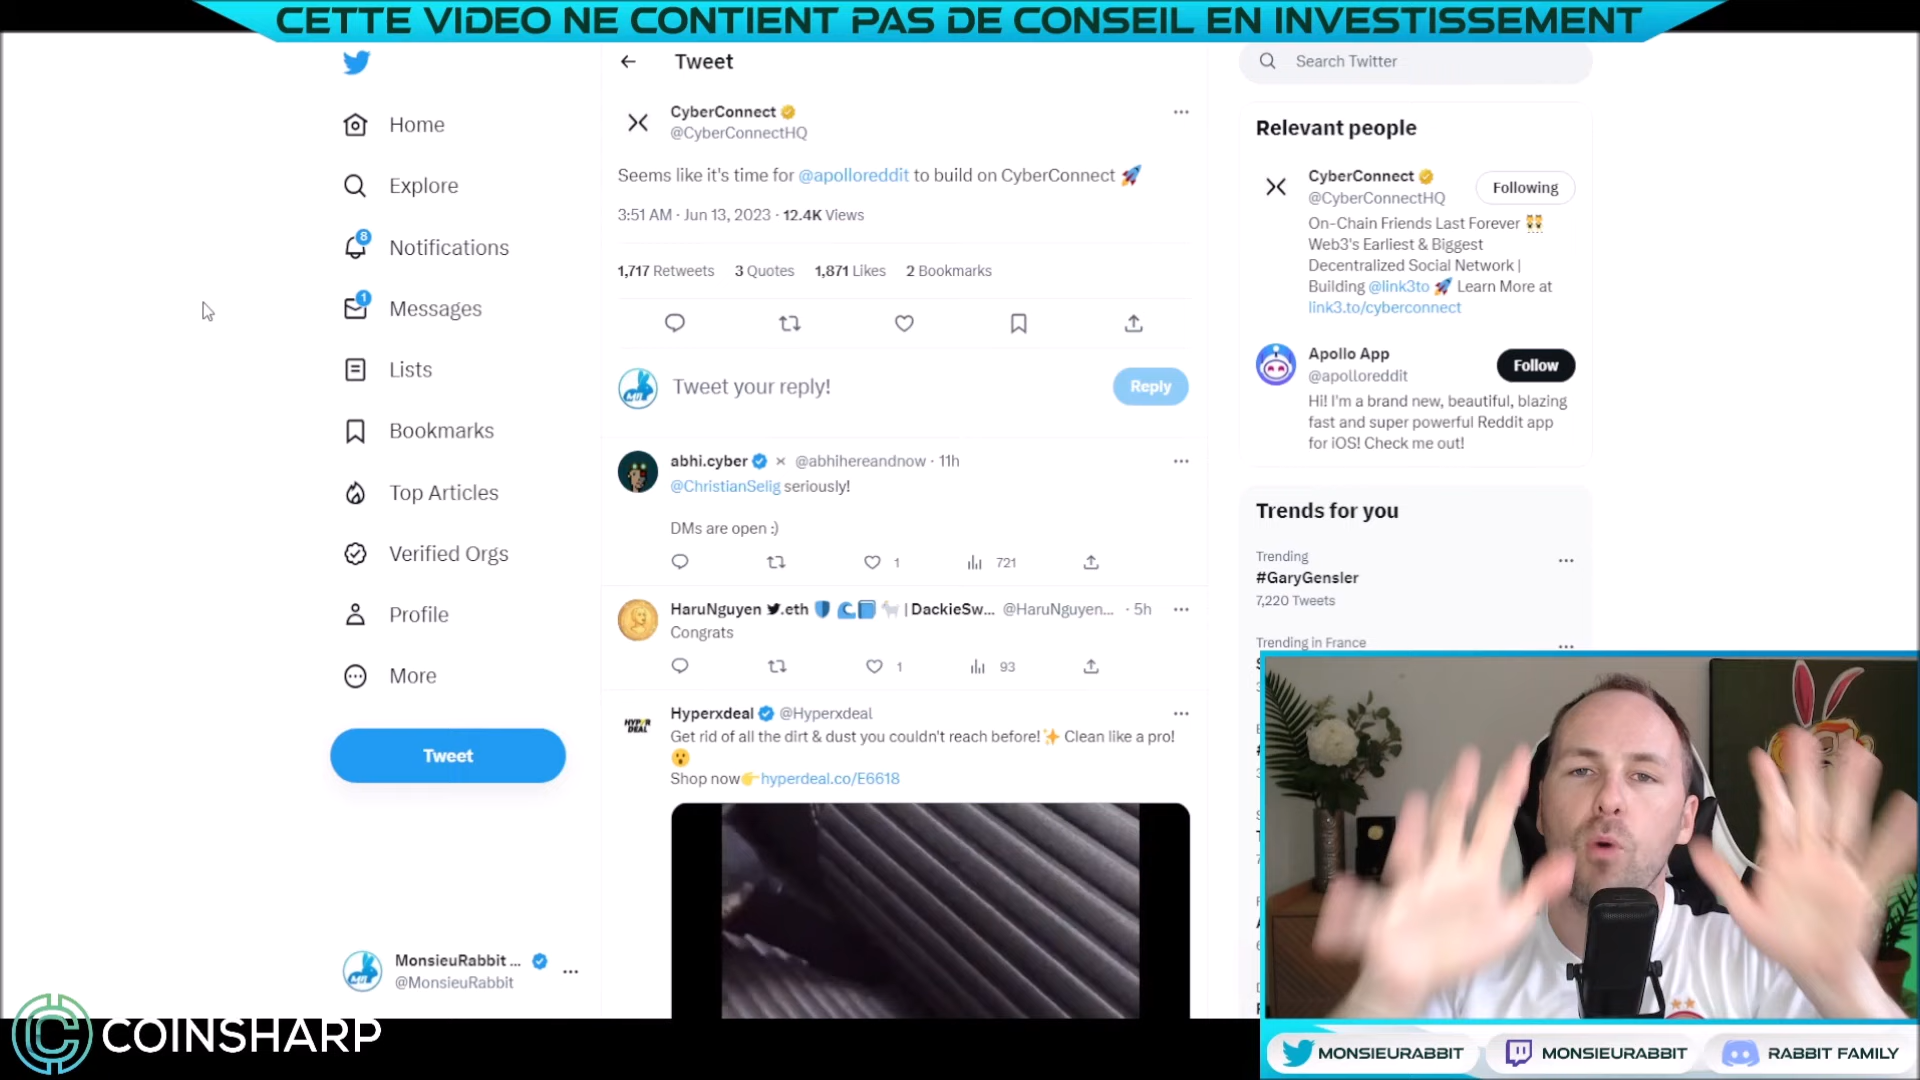 CETTE VIDEO NE CONTIENT PAS DE CONSEIL EN INVESTISSEMENT
Home
Explore
8
Notifications
1
Messages
Lists
Bookmarks
Top Articles
Verified Orgs
Profile
More
Tweet
MonsieuRabbit ...
@MonsieuRabbit
Tweet
CyberConnect
@CyberConnectHQ
Seems like it's time for @apolloreddit to build on CyberConnect 🚀
3:51 AM · Jun 13, 2023 · 12.4K Views
1,717 Retweets 3 Quotes 1,871 Likes 2 Bookmarks
Tweet your reply!
Reply
abhi.cyber @abhihereandnow · 11h
@ChristianSelig seriously!
DMs are open :)
1 721
HaruNguyen .eth 🛡️🌊📘🐐 | DackieSw... @HaruNguyen... · 5h
Congrats
1 93
HYPER DEAL
Hyperxdeal @Hyperxdeal
Get rid of all the dirt & dust you couldn't reach before!✨ Clean like a pro!
😮
Shop now👉hyperdeal.co/E6618
Search Twitter
Relevant people
CyberConnect
Following
@CyberConnectHQ
On-Chain Friends Last Forever 👯
Web3's Earliest & Biggest
Decentralized Social Network |
Building @link3to 🚀 Learn More at
link3.to/cyberconnect
Apollo App
Follow
@apolloreddit
Hi! I'm a brand new, beautiful, blazing
fast and super powerful Reddit app
for iOS! Check me out!
Trends for you
Trending
#GaryGensler
7,220 Tweets
Trending in France
COINSHARP
MONSIEURABBIT
MONSIEURABBIT
RABBIT FAMILY